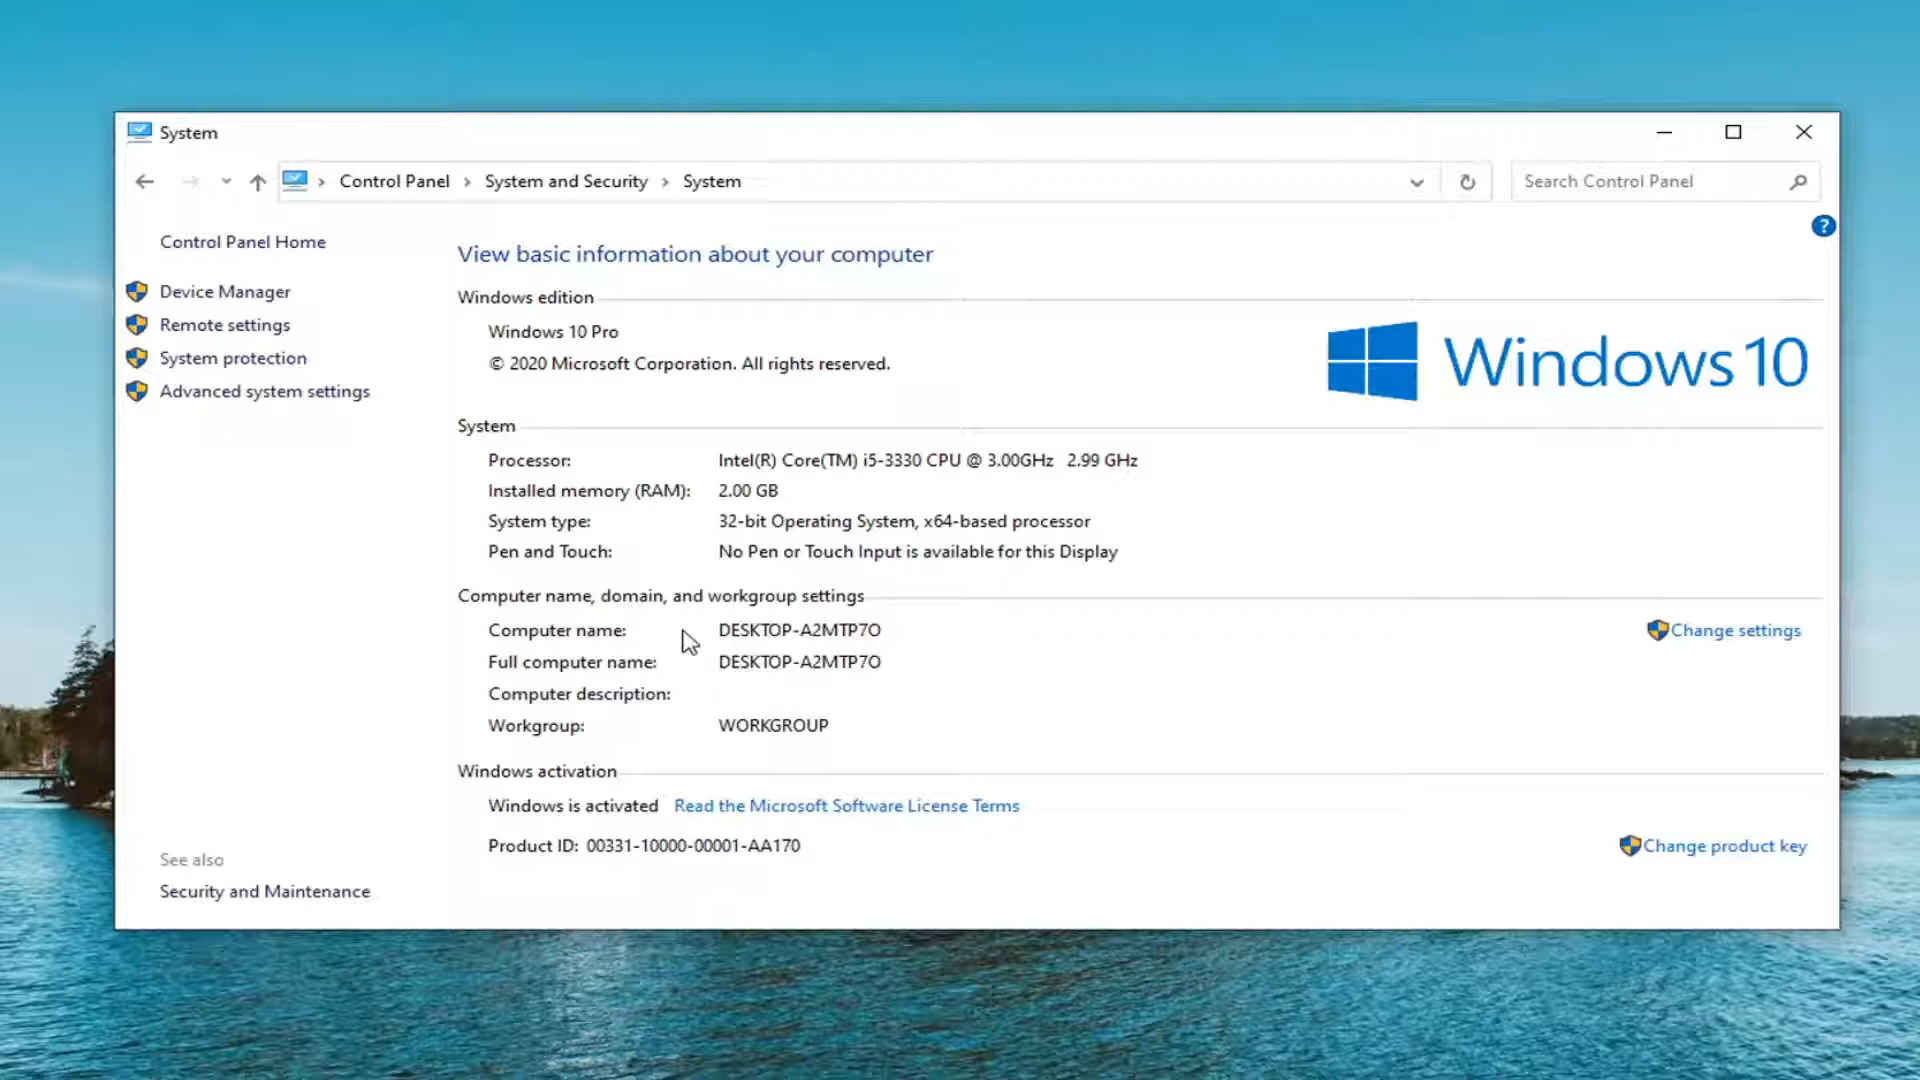 System
Control Panel › System and Security › System
Search Control Panel
?
Control Panel Home
Device Manager
Remote settings
System protection
Advanced system settings
See also
Security and Maintenance
View basic information about your computer
Windows edition
Windows 10 Pro
© 2020 Microsoft Corporation. All rights reserved.
Windows 10
System
Processor: Intel(R) Core(TM) i5-3330 CPU @ 3.00GHz 2.99 GHz
Installed memory (RAM): 2.00 GB
System type: 32-bit Operating System, x64-based processor
Pen and Touch: No Pen or Touch Input is available for this Display
Computer name, domain, and workgroup settings
Computer name: DESKTOP-A2MTP7O Change settings
Full computer name: DESKTOP-A2MTP7O
Computer description:
Workgroup: WORKGROUP
Windows activation
Windows is activated Read the Microsoft Software License Terms
Product ID: 00331-10000-00001-AA170 Change product key